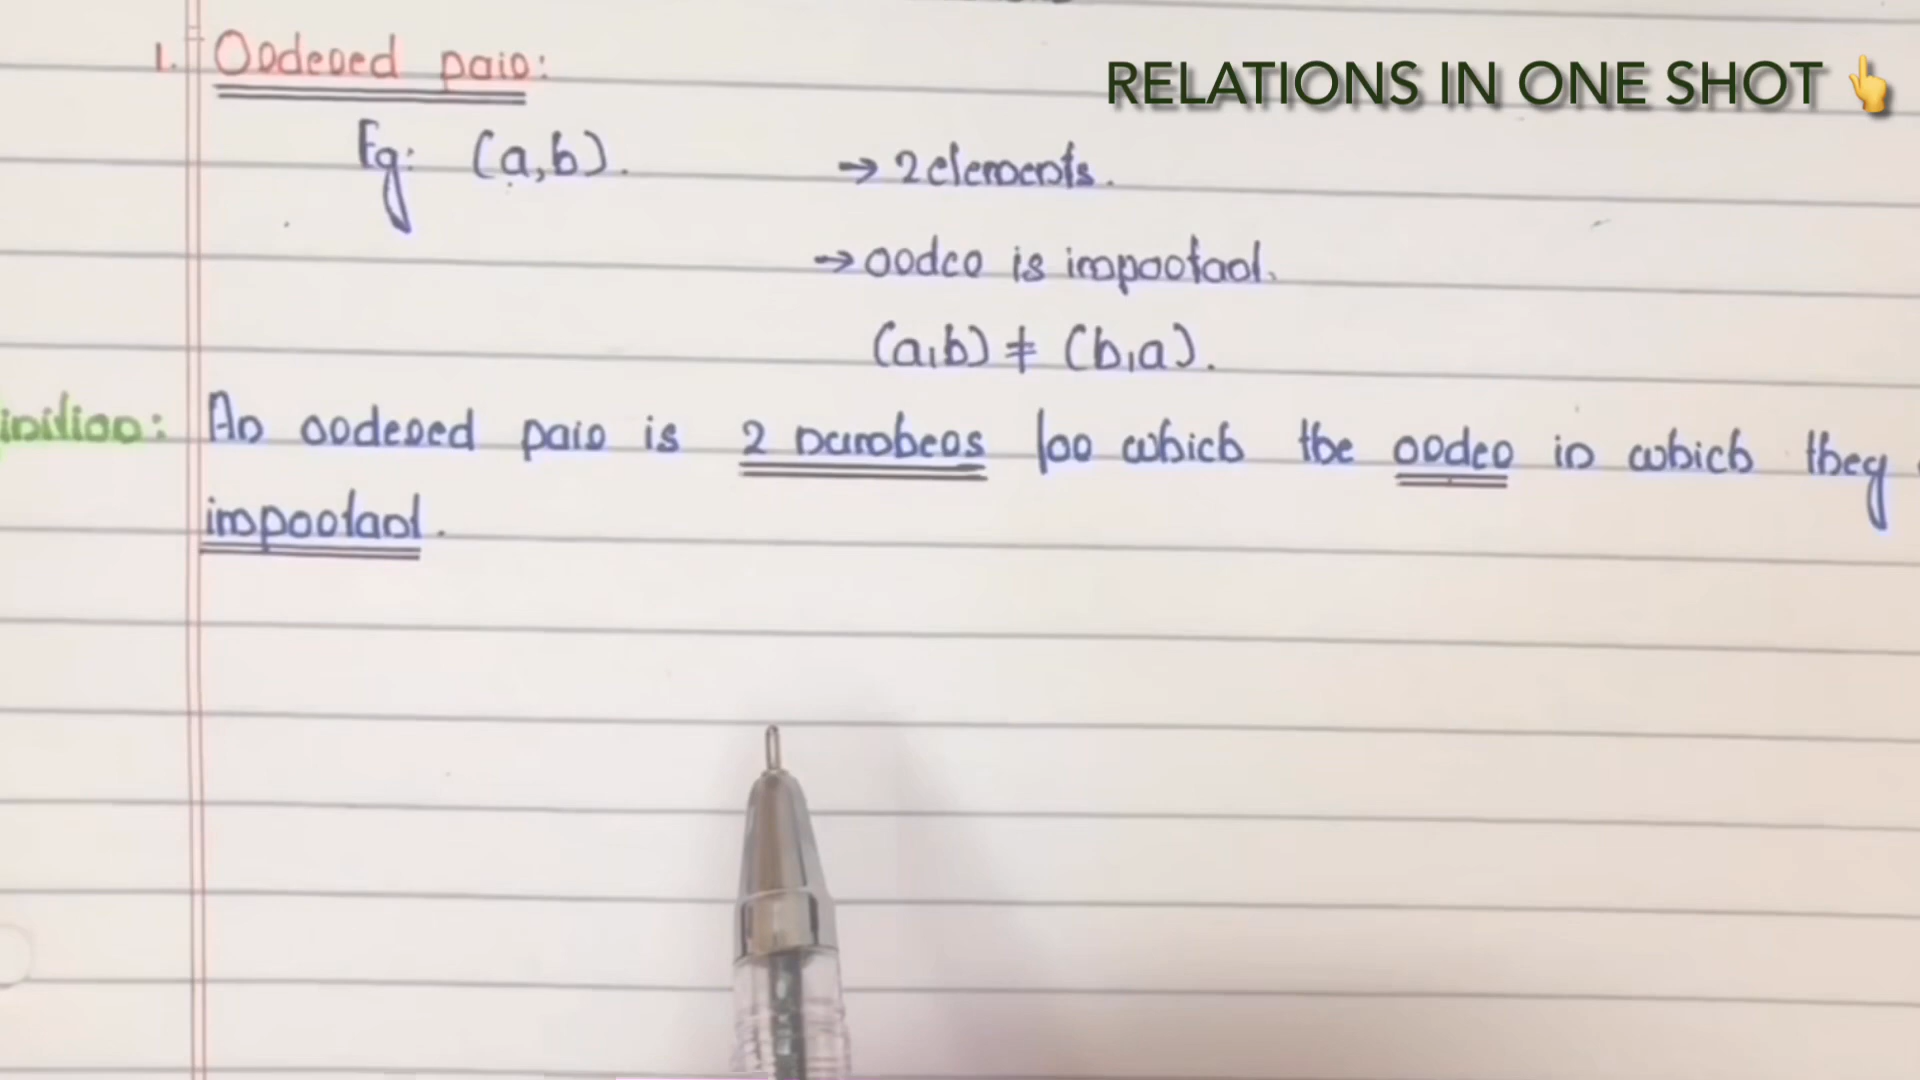 RELATIONS IN ONE SHOT 👆
1. Ordered pair:
Eg: (a,b).
→ 2 elements.
→ order is important.
(a,b) ≠ (b,a).
inition: An ordered pair is 2 numbers for which the order in which they
important.